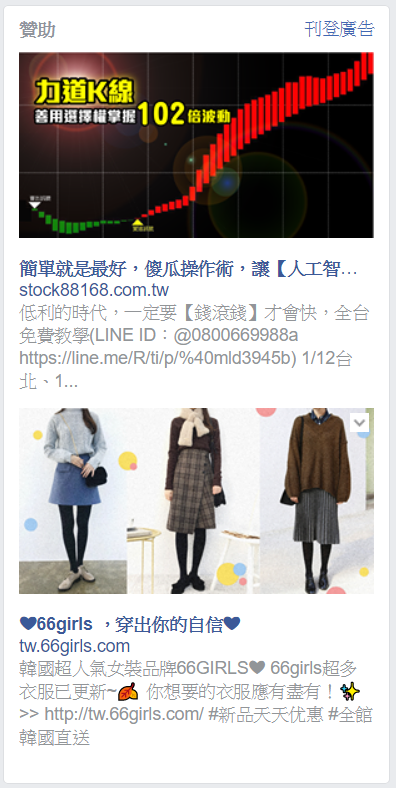 贊助
刊登廣告
力道K線
善用選擇權掌握102倍波動
簡單就是最好，傻瓜操作術，讓【人工智...
stock88168.com.tw
低利的時代，一定要【錢滾錢】才會快，全台
免費教學(LINE ID：@0800669988a
https://line.me/R/ti/p/%40mld3945b) 1/12台
北、1...
❤66girls ，穿出你的自信❤
tw.66girls.com
韓國超人氣女裝品牌66GIRLS❤ 66girls超多
衣服已更新~🍂 你想要的衣服應有盡有！✨
>> http://tw.66girls.com/ #新品天天优惠 #全館
韓國直送